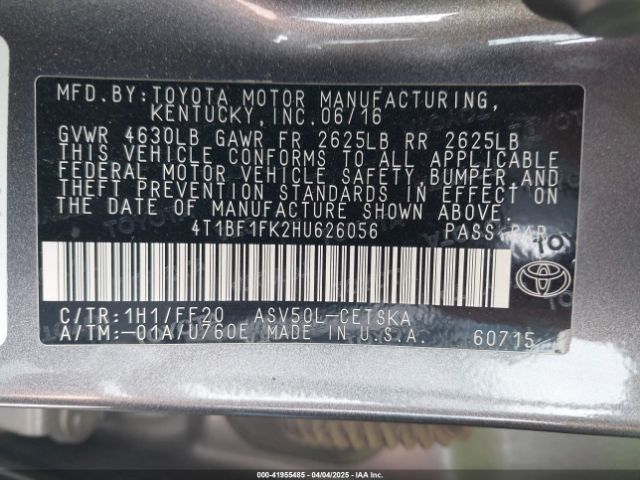 MFD.BY:TOYOTA MOTOR MANUFACTURING,
KENTUCKY,INC.06/16
GVWR 4630LB GAWR FR 2625LB RR 2625LB
THIS VEHICLE CONFORMS TO ALL APPLICABLE
FEDERAL MOTOR VEHICLE SAFETY, BUMPER AND
THEFT PREVENTION STANDARDS IN EFFECT ON
THE DATE OF MANUFACTURE SHOWN ABOVE.
4T1BF1FK2HU626056 PASS.CAR
C/TR:1H1/FF20 ASV50L-CETSKA
A/TM:-01A/U760E MADE IN U.S.A. 60715
000-41955485 - 04/04/2025 - IAAI.COM